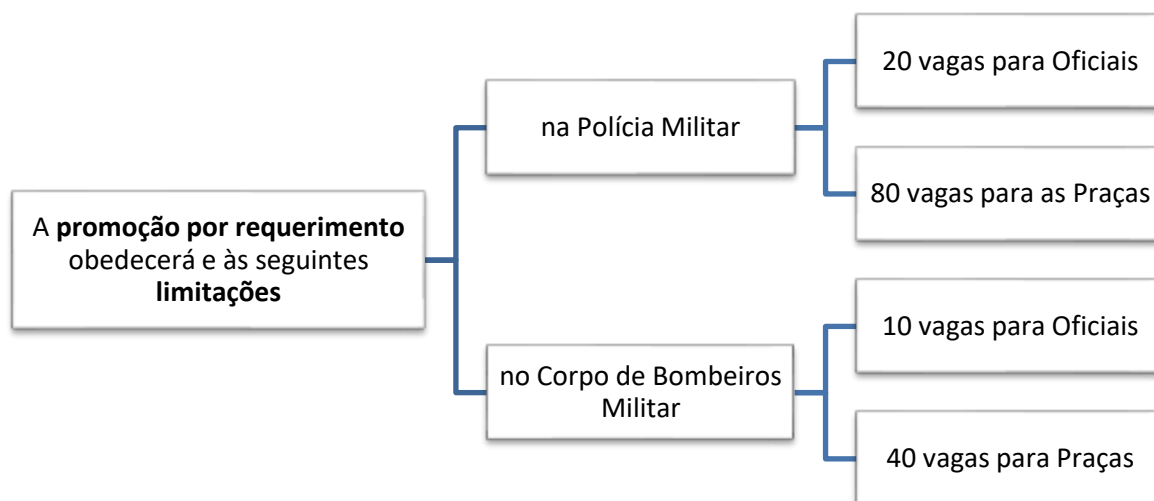 A promoção por requerimento
obedecerá e às seguintes
limitações
na Polícia Militar
20 vagas para Oficiais
80 vagas para as Praças
no Corpo de Bombeiros
Militar
10 vagas para Oficiais
40 vagas para Praças